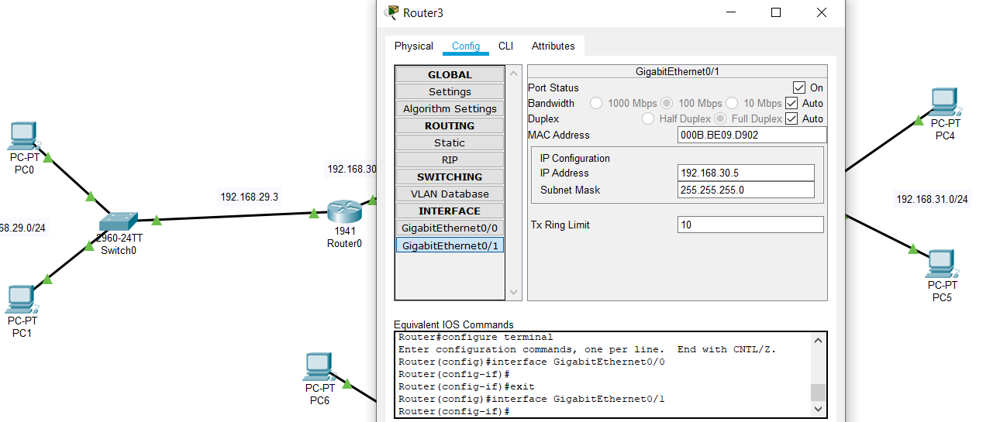 Router3
Physical Config CLI Attributes
GLOBAL
Settings
Algorithm Settings
ROUTING
Static
RIP
SWITCHING
VLAN Database
INTERFACE
GigabitEthernet0/0
GigabitEthernet0/1
GigabitEthernet0/1
Port Status On
Bandwidth 1000 Mbps 100 Mbps 10 Mbps Auto
Duplex Half Duplex Full Duplex Auto
MAC Address 000B.BE09.D902
IP Configuration
IP Address 192.168.30.5
Subnet Mask 255.255.255.0
Tx Ring Limit 10
Equivalent IOS Commands
Router#configure terminal
Enter configuration commands, one per line. End with CNTL/Z.
Router(config)#interface GigabitEthernet0/0
Router(config-if)#
Router(config-if)#exit
Router(config)#interface GigabitEthernet0/1
Router(config-if)#
PC-PT
PC0
192.168.29.3
192.168.30
68.29.0/24
2960-24TT
Switch0
1941
Router0
PC-PT
PC1
PC-PT
PC6
PC-PT
PC4
192.168.31.0/24
PC-PT
PC5